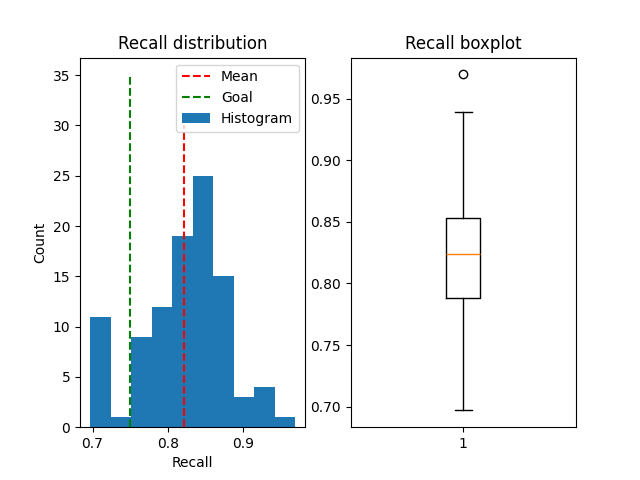 Recall distribution
Mean
Goal
Histogram
35
30
25
20
15
10
5
0
Count
0.7 0.8 0.9
Recall
Recall boxplot
0.95
0.90
0.85
0.80
0.75
0.70
1